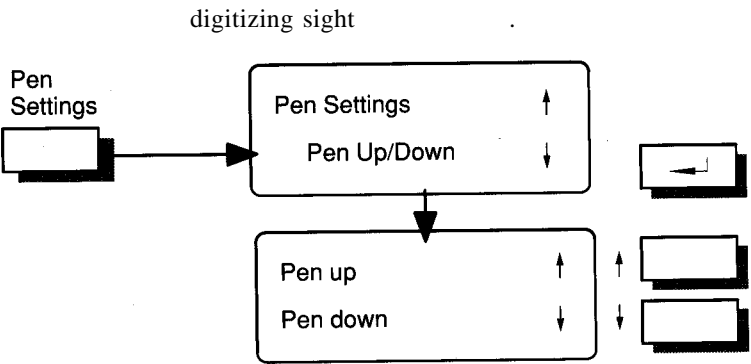 digitizing sight .
Pen
Settings
Pen Settings ↑
Pen Up/Down ↓
Pen up ↑ ↑
Pen down ↓ ↓